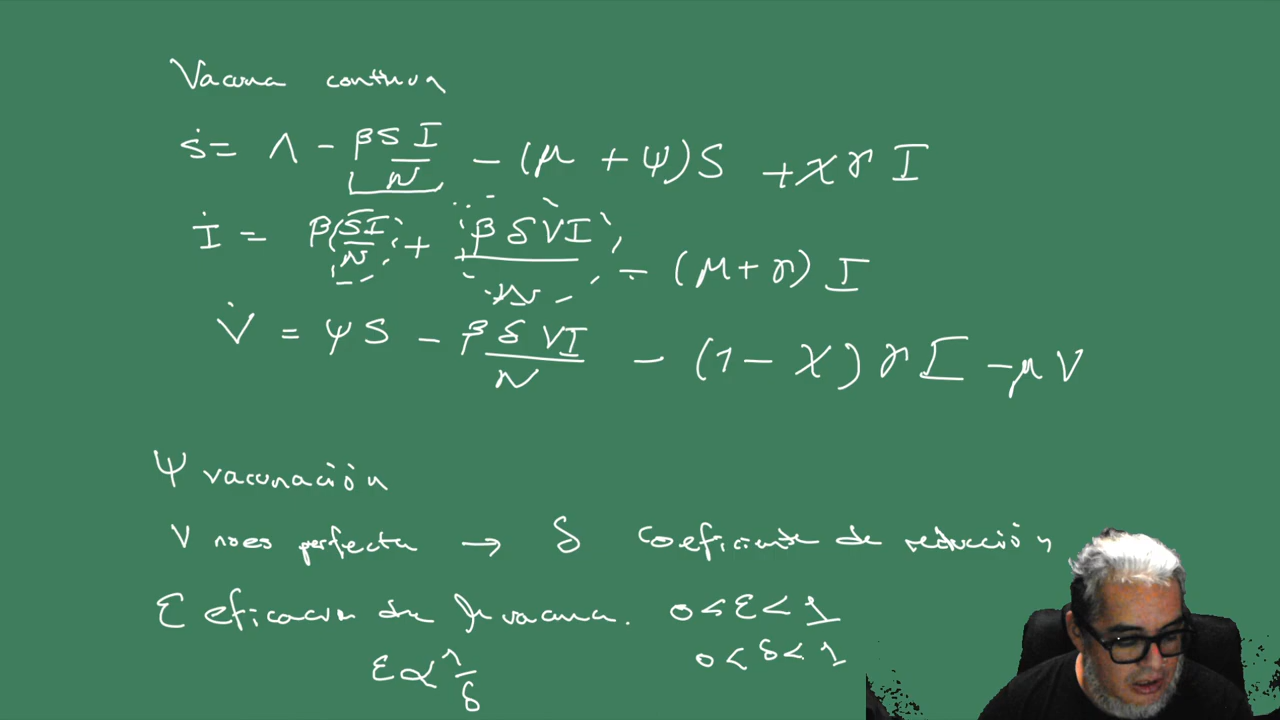 Vacuna continua
Ṡ = Λ - βSI/N - (μ + ψ)S + χγI
İ = β(SI/N) + βδVI/N - (μ + γ)I
V̇ = ψS - βδVI/N - (1 - χ)γI - μV
ψ vacunación
V no es perfecta → δ coeficiente de reducción
ε eficacia de la vacuna. 0 < ε < 1
ε ∝ 1/δ 0 < δ < 1